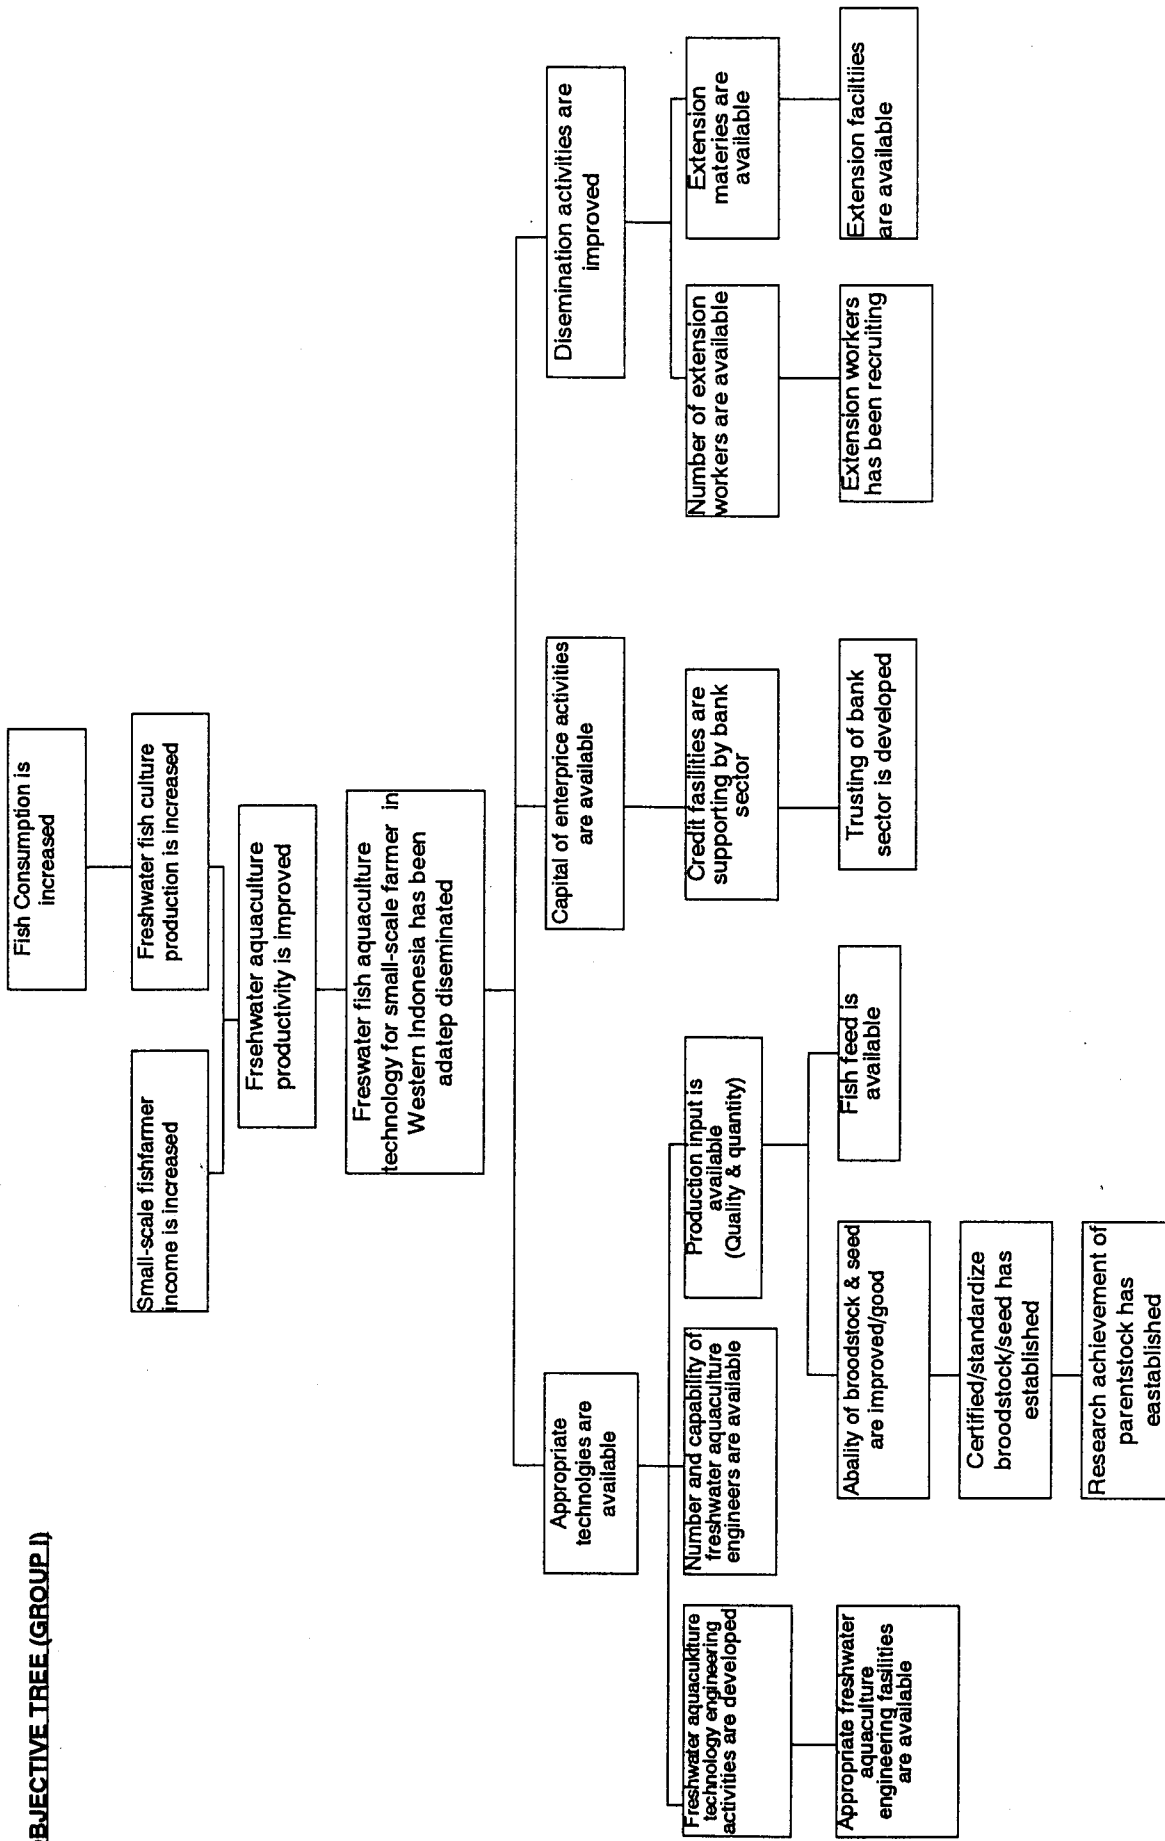 BJECTIVE TREE (GROUP I)
Fish Consumption is
increased
Small-scale fishfarmer
income is increased
Freshwater fish culture
production is increased
Frsehwater aquaculture
productivity is improved
Freswater fish aquaculture
technology for small-scale farmer in
Western Indonesia has been
adatep diseminated
Appropriate
technolgies are
available
Capital of enterprice activities
are available
Disemination activities are
improved
Freshwater aquacuklture
technology engineering
activities are developed
Number and capability of
freshwater aquaculture
engineers are available
Production input is
available
(Quality & quantity)
Credit fasilities are
supporting by bank
sector
Number of extension
workers are available
Extension
materies are
available
Appropriate freshwater
aquaculture
engineering fasilities
are available
Abality of broodstock & seed
are improved/good
Fish feed is
available
Trusting of bank
sector is developed
Extension workers
has been recruiting
Extension faciltiies
are available
Certified/standardize
broodstock/seed has
established
Research achievement of
parentstock has
eastablished